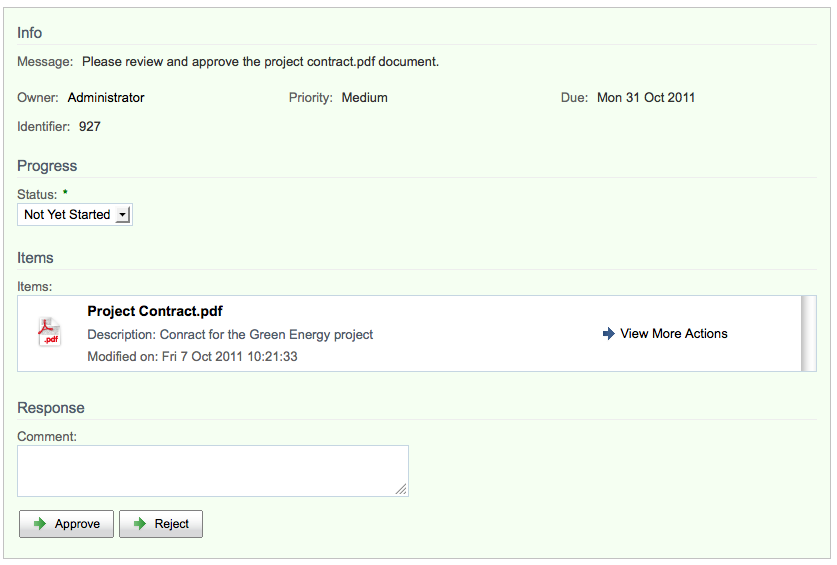 Info
Message: Please review and approve the project contract.pdf document.
Owner: Administrator Priority: Medium Due: Mon 31 Oct 2011
Identifier: 927
Progress
Status: *
Not Yet Started
Items
Items:
Project Contract.pdf
.pdf
Description: Conract for the Green Energy project
View More Actions
Modified on: Fri 7 Oct 2011 10:21:33
Response
Comment:
Approve Reject